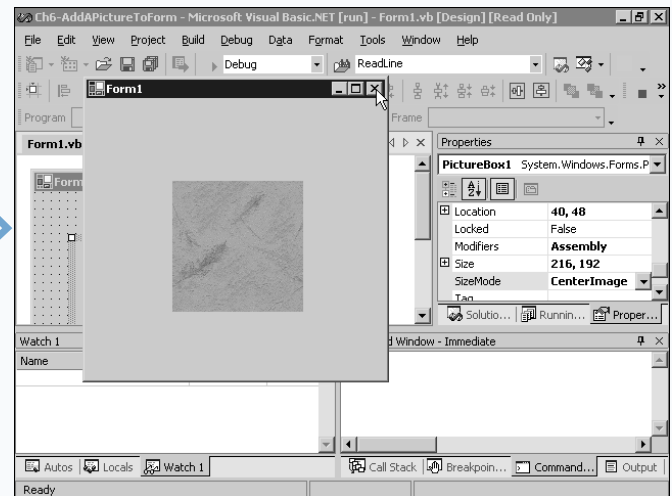 Ch6-AddAPictureToForm - Microsoft Visual Basic.NET [run] - Form1.vb [Design] [Read Only]
File Edit View Project Build Debug Data Format Tools Window Help
Debug ReadLine
Program Frame
Form1
Form1.vb
Form
Properties
PictureBox1 System.Windows.Forms.P
Location 40, 48
Locked False
Modifiers Assembly
Size 216, 192
SizeMode CenterImage
Tag
Solutio... Runnin... Proper...
Watch 1
d Window - Immediate
Name
Autos Locals Watch 1
Call Stack Breakpoin... Command... Output
Ready